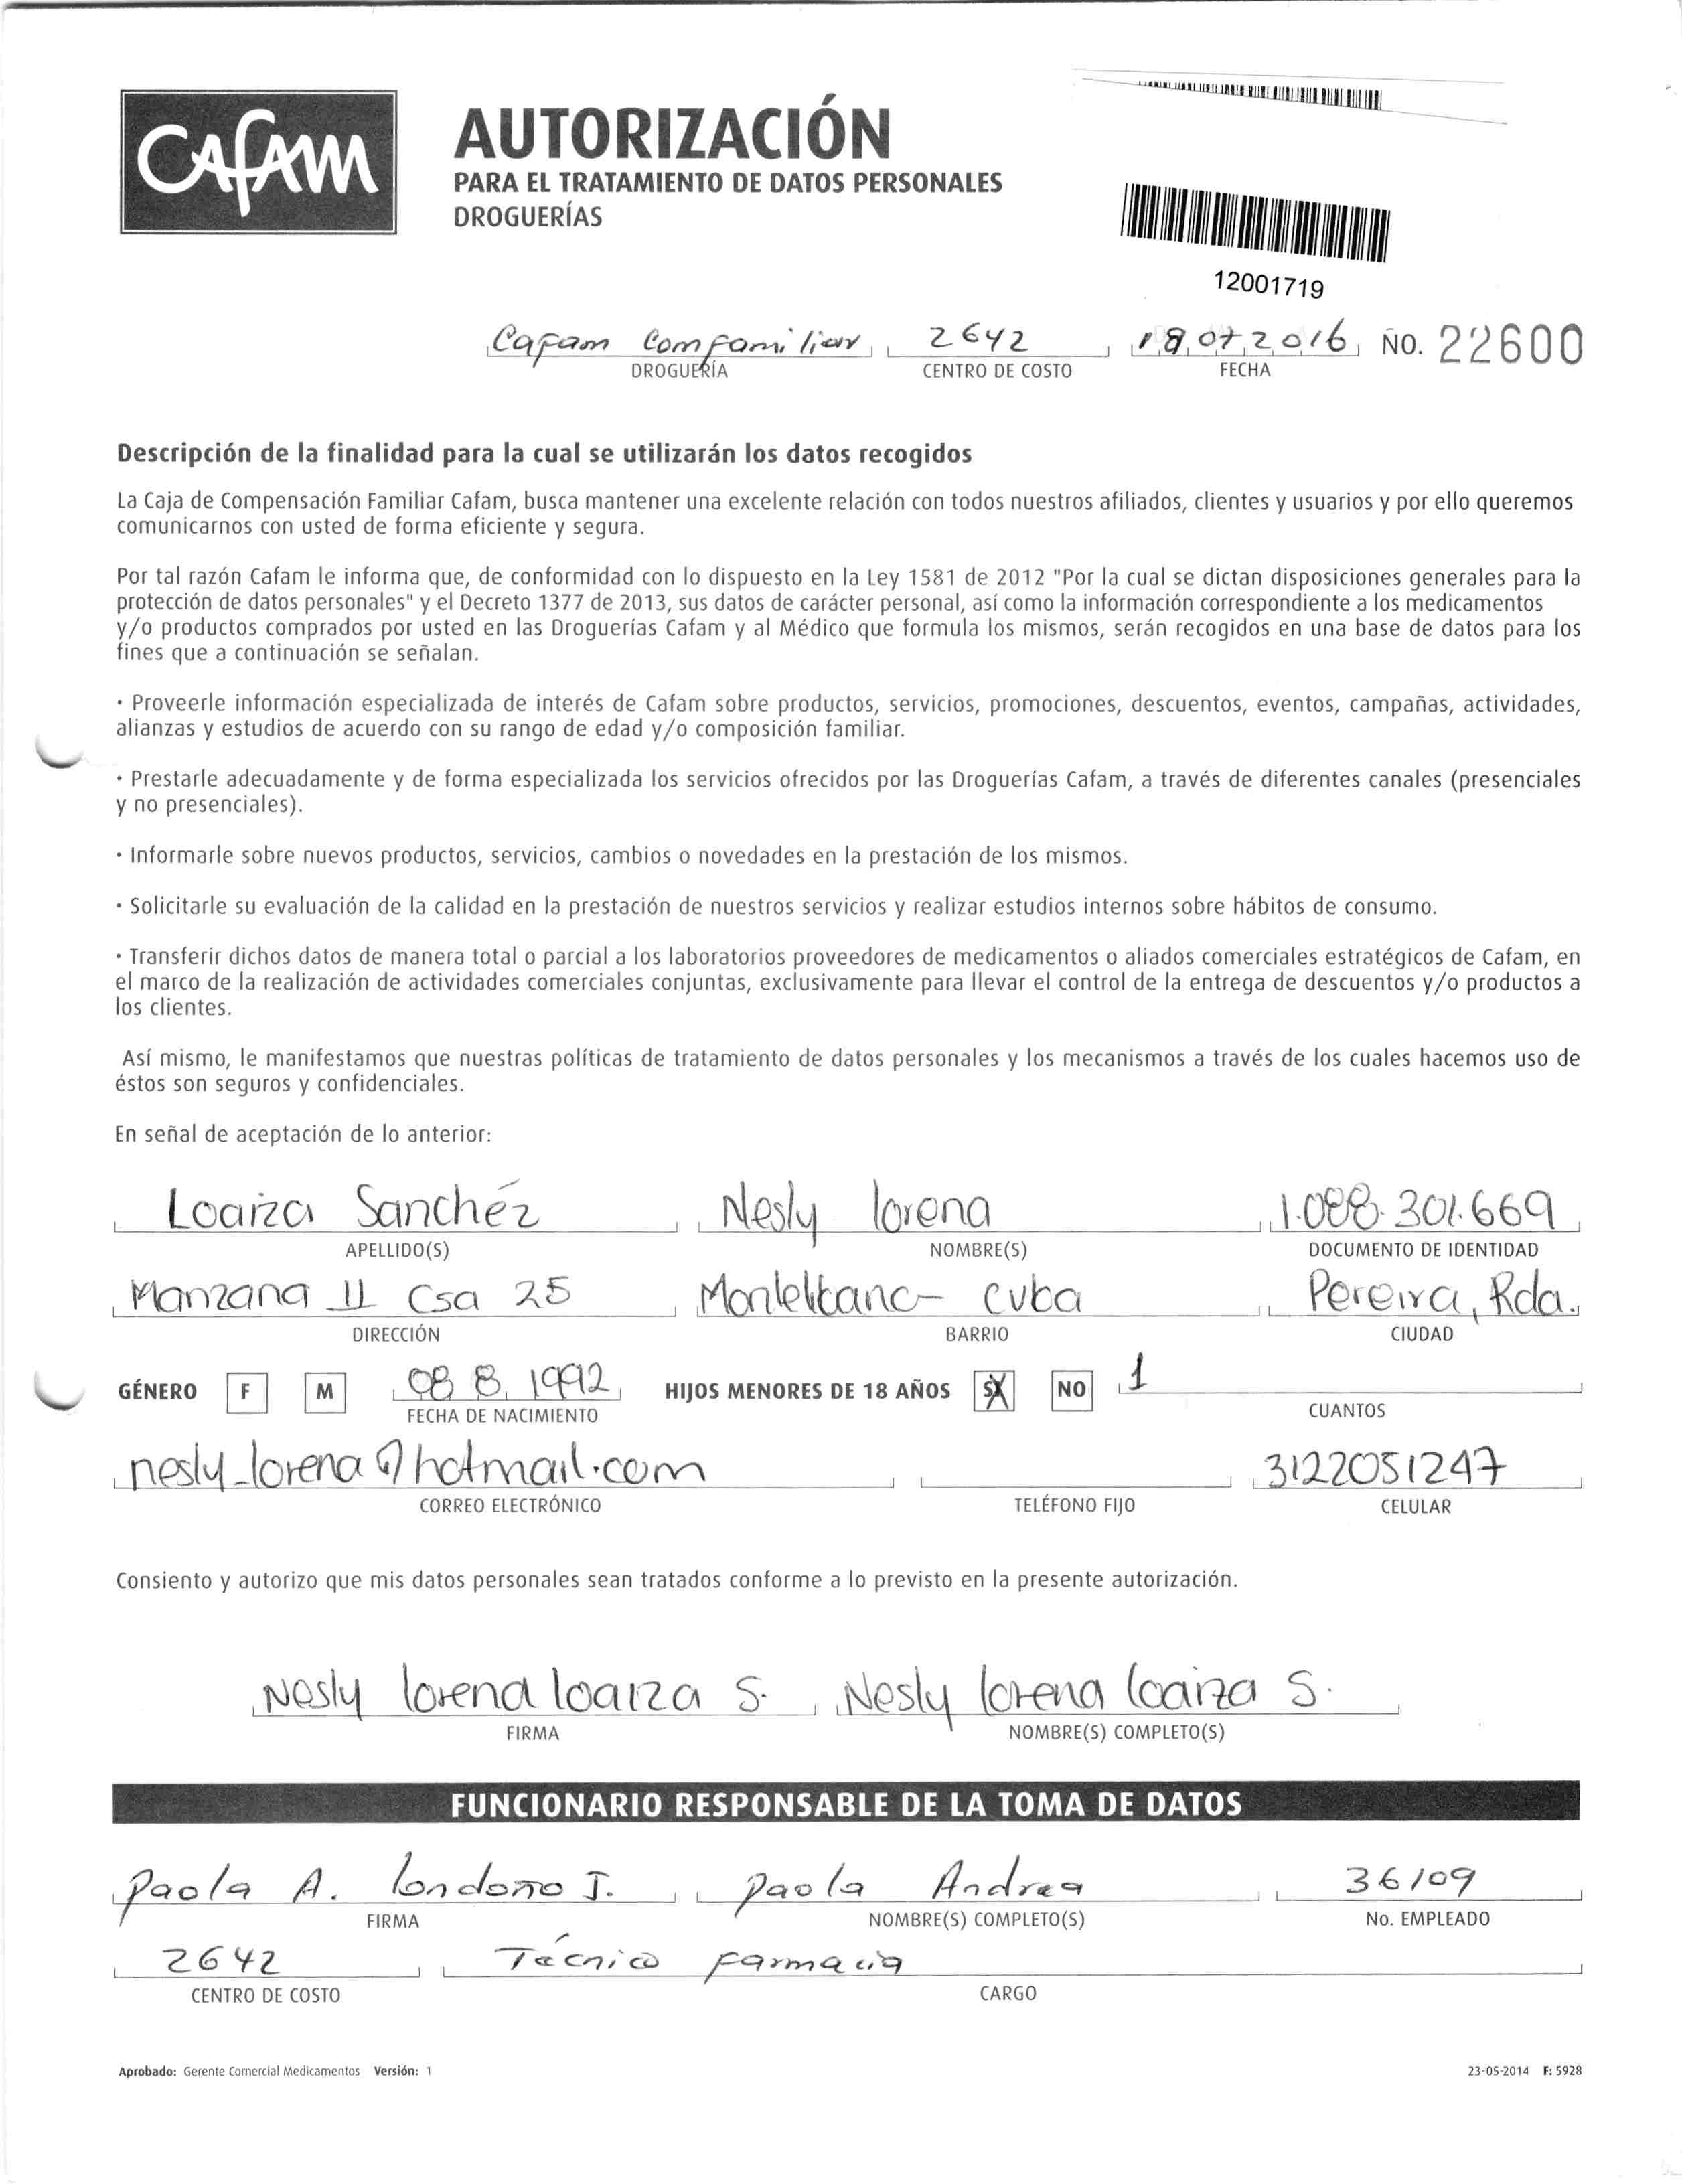 CAFAM
AUTORIZACIÓN
PARA EL TRATAMIENTO DE DATOS PERSONALES
DROGUERÍAS
12001719
Cafam Comfamiliar 2642 18 07 2016 NO. 22600
DROGUERÍA CENTRO DE COSTO FECHA
Descripción de la finalidad para la cual se utilizarán los datos recogidos
La Caja de Compensación Familiar Cafam, busca mantener una excelente relación con todos nuestros afiliados, clientes y usuarios y por ello queremos
comunicarnos con usted de forma eficiente y segura.
Por tal razón Cafam le informa que, de conformidad con lo dispuesto en la Ley 1581 de 2012 "Por la cual se dictan disposiciones generales para la
protección de datos personales" y el Decreto 1377 de 2013, sus datos de carácter personal, así como la información correspondiente a los medicamentos
y/o productos comprados por usted en las Droguerías Cafam y al Médico que formula los mismos, serán recogidos en una base de datos para los
fines que a continuación se señalan.
· Proveerle información especializada de interés de Cafam sobre productos, servicios, promociones, descuentos, eventos, campañas, actividades,
alianzas y estudios de acuerdo con su rango de edad y/o composición familiar.
· Prestarle adecuadamente y de forma especializada los servicios ofrecidos por las Droguerías Cafam, a través de diferentes canales (presenciales
y no presenciales).
· Informarle sobre nuevos productos, servicios, cambios o novedades en la prestación de los mismos.
· Solicitarle su evaluación de la calidad en la prestación de nuestros servicios y realizar estudios internos sobre hábitos de consumo.
· Transferir dichos datos de manera total o parcial a los laboratorios proveedores de medicamentos o aliados comerciales estratégicos de Cafam, en
el marco de la realización de actividades comerciales conjuntas, exclusivamente para llevar el control de la entrega de descuentos y/o productos a
los clientes.
Así mismo, le manifestamos que nuestras políticas de tratamiento de datos personales y los mecanismos a través de los cuales hacemos uso de
éstos son seguros y confidenciales.
En señal de aceptación de lo anterior:
Loaiza Sanchéz Nesly lorena 1.088.301.669
APELLIDO(S) NOMBRE(S) DOCUMENTO DE IDENTIDAD
Manzana 11 Csa 25 Montelibano- Cuba Pereira, Rda.
DIRECCIÓN BARRIO CIUDAD
GÉNERO F M 08 8 1992 HIJOS MENORES DE 18 AÑOS SI NO 1
FECHA DE NACIMIENTO CUANTOS
nesly_lorena@hotmail.com 3122051247
CORREO ELECTRÓNICO TELÉFONO FIJO CELULAR
Consiento y autorizo que mis datos personales sean tratados conforme a lo previsto en la presente autorización.
Nesly lorena loaiza S. Nesly lorena loaiza S.
FIRMA NOMBRE(S) COMPLETO(S)
FUNCIONARIO RESPONSABLE DE LA TOMA DE DATOS
Paola A. Londoño J. Paola Andrea 36109
FIRMA NOMBRE(S) COMPLETO(S) No. EMPLEADO
2642 Técnico farmacia
CENTRO DE COSTO CARGO
Aprobado: Gerente Comercial Medicamentos Versión: 1 23-05-2014 F: 5928